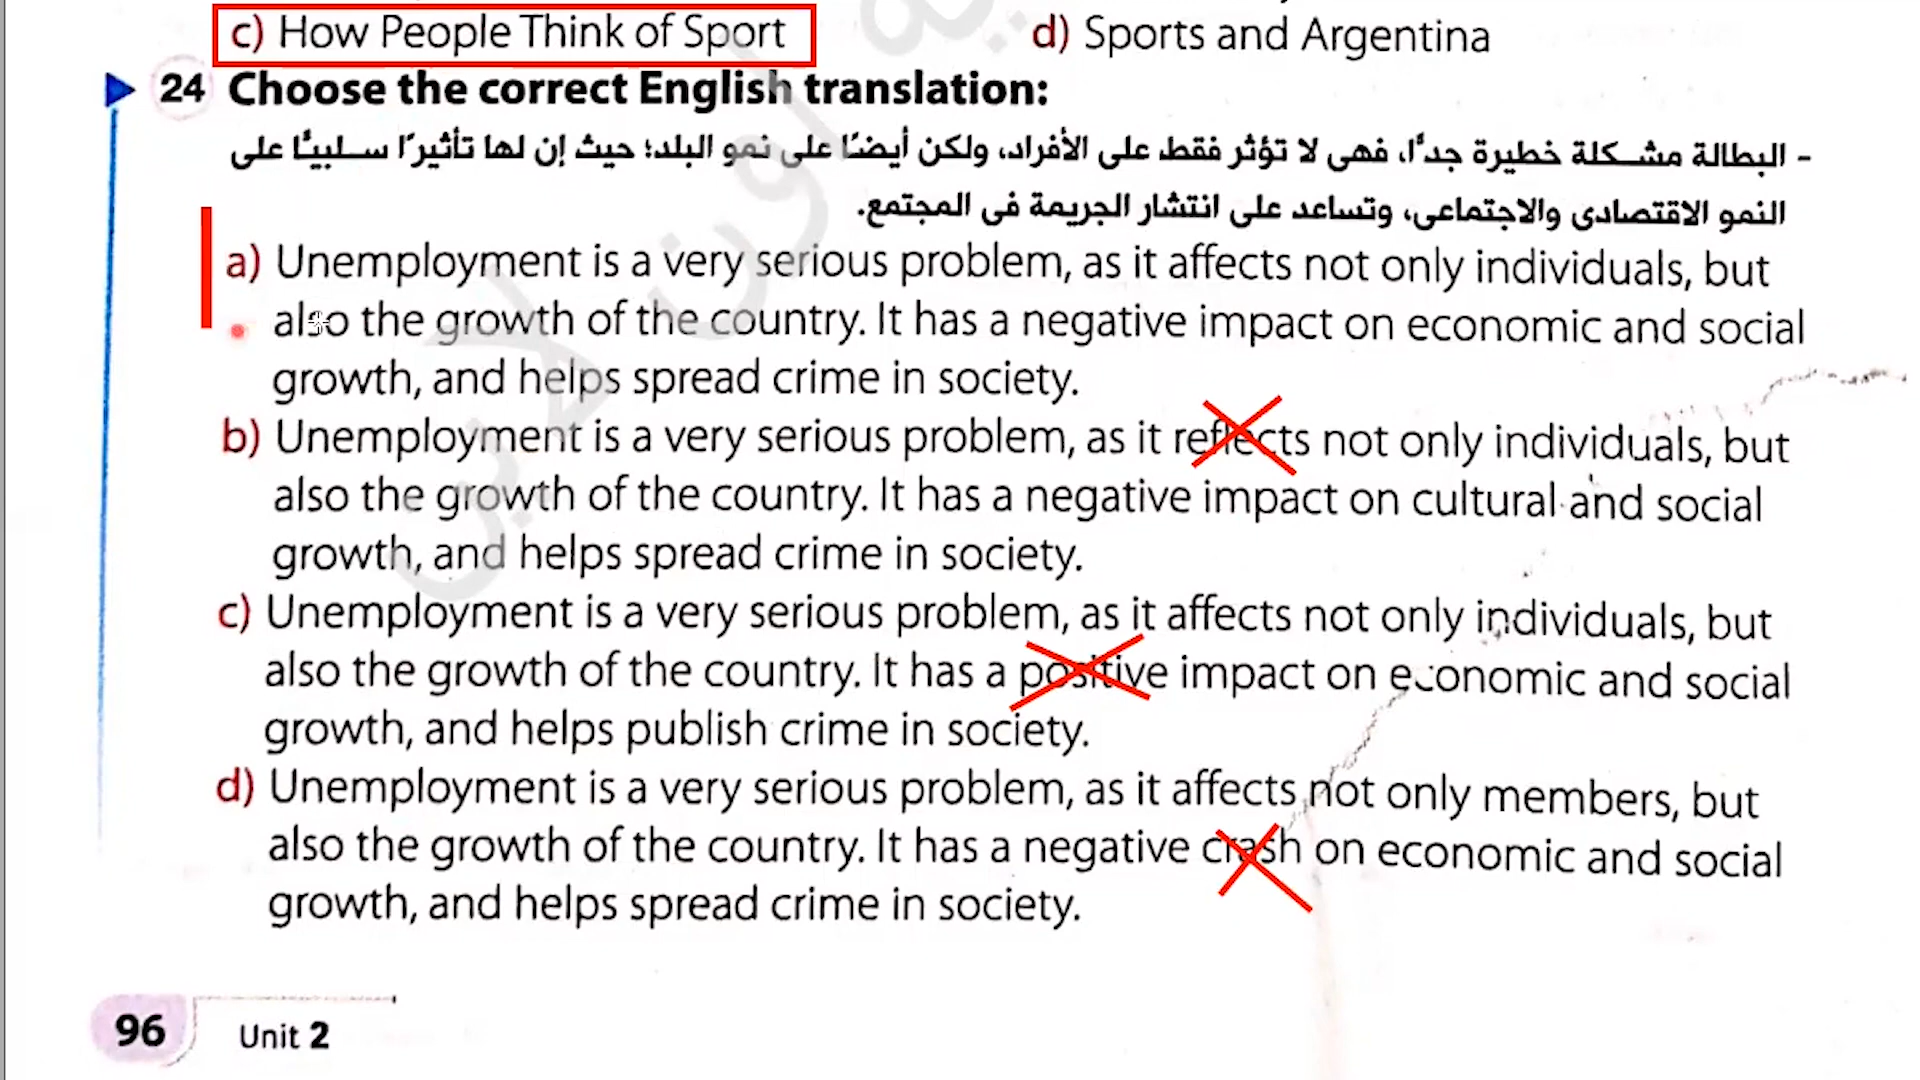 c) How People Think of Sport
d) Sports and Argentina
24 Choose the correct English translation:
- البطالة مشكلة خطيرة جدًّا، فهى لا تؤثر فقط على الأفراد، ولكن أيضًا على نمو البلد؛ حيث إن لها تأثيرًا سلبيًّا على
النمو الاقتصادى والاجتماعى، وتساعد على انتشار الجريمة فى المجتمع.
a) Unemployment is a very serious problem, as it affects not only individuals, but
also the growth of the country. It has a negative impact on economic and social
growth, and helps spread crime in society.
b) Unemployment is a very serious problem, as it reflects not only individuals, but
also the growth of the country. It has a negative impact on cultural and social
growth, and helps spread crime in society.
c) Unemployment is a very serious problem, as it affects not only individuals, but
also the growth of the country. It has a positive impact on economic and social
growth, and helps publish crime in society.
d) Unemployment is a very serious problem, as it affects not only members, but
also the growth of the country. It has a negative crash on economic and social
growth, and helps spread crime in society.
96 Unit 2